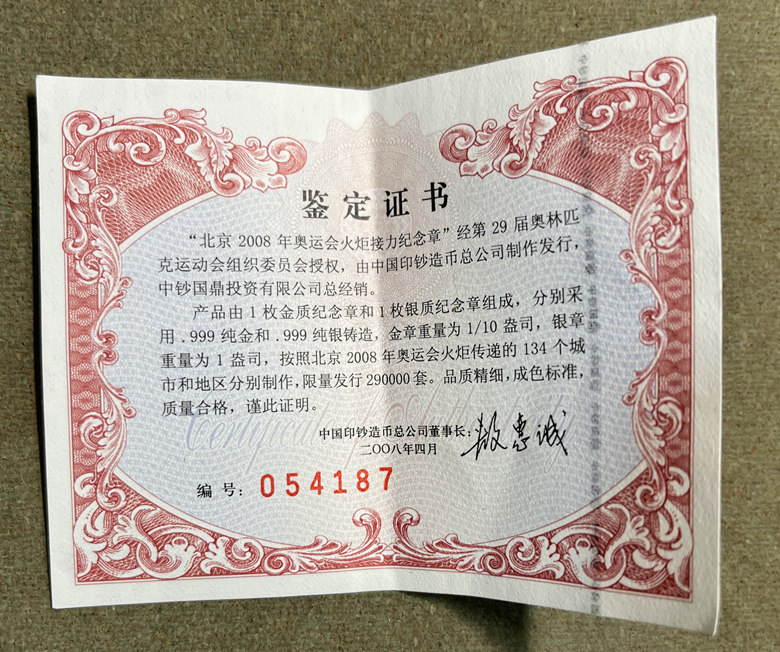 鉴定证书
“北京 2008 年奥运会火炬接力纪念章”经第 29 届奥林匹
克运动会组织委员会授权，由中国印钞造币总公司制作发行，
中钞国鼎投资有限公司总经销。
产品由 1 枚金质纪念章和 1 枚银质纪念章组成，分别采
用 .999 纯金和 .999 纯银铸造，金章重量为 1/10 盎司，银章
重量为 1 盎司，按照北京 2008 年奥运会火炬传递的 134 个城
市和地区分别制作，限量发行 290000 套。品质精细，成色标准，
质量合格，谨此证明。
中国印钞造币总公司董事长：
二〇〇八年四月
编号：054187